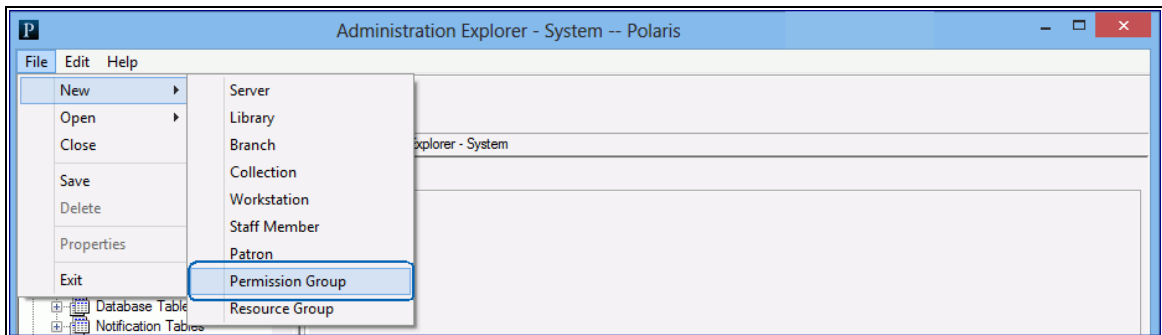 P Administration Explorer - System -- Polaris
File Edit Help
New Server
Open Library
Close Branch
Explorer - System
Collection
Save
Workstation
Delete
Staff Member
Properties
Patron
Exit Permission Group
Database Table
Resource Group
Notification Tables